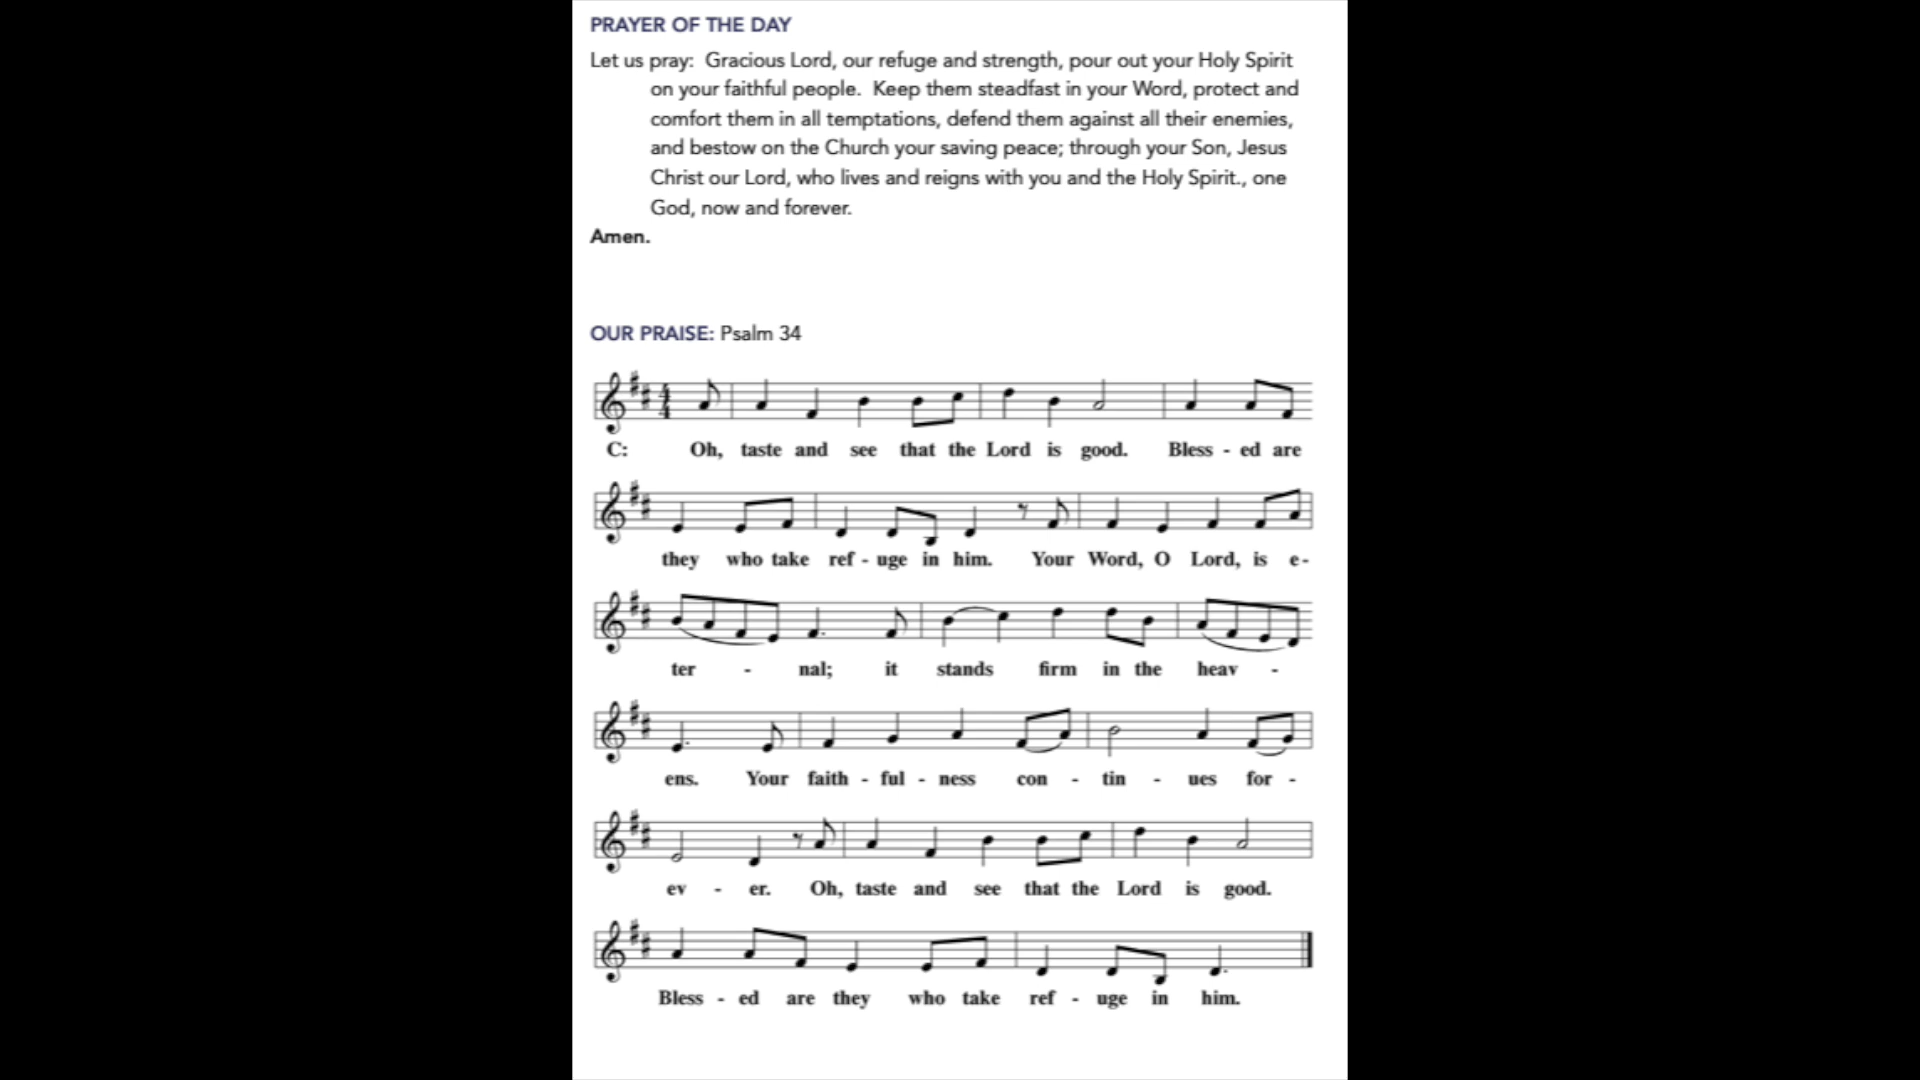 PRAYER OF THE DAY
Let us pray:  Gracious Lord, our refuge and strength, pour out your Holy Spirit
on your faithful people.  Keep them steadfast in your Word, protect and
comfort them in all temptations, defend them against all their enemies,
and bestow on the Church your saving peace; through your Son, Jesus
Christ our Lord, who lives and reigns with you and the Holy Spirit., one
God, now and forever.
Amen.
OUR PRAISE: Psalm 34
C: Oh, taste and see that the Lord is good. Bless - ed are
they who take ref - uge in him. Your Word, O Lord, is e-
ter - nal; it stands firm in the heav -
ens. Your faith - ful - ness con - tin - ues for -
ev - er. Oh, taste and see that the Lord is good.
Bless - ed are they who take ref - uge in him.